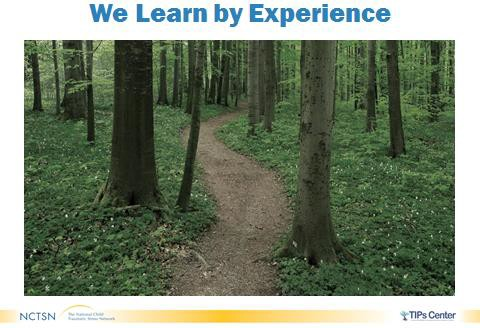 We Learn by Experience
NCTSN
The National Child
Traumatic Stress Network
TIPs Center